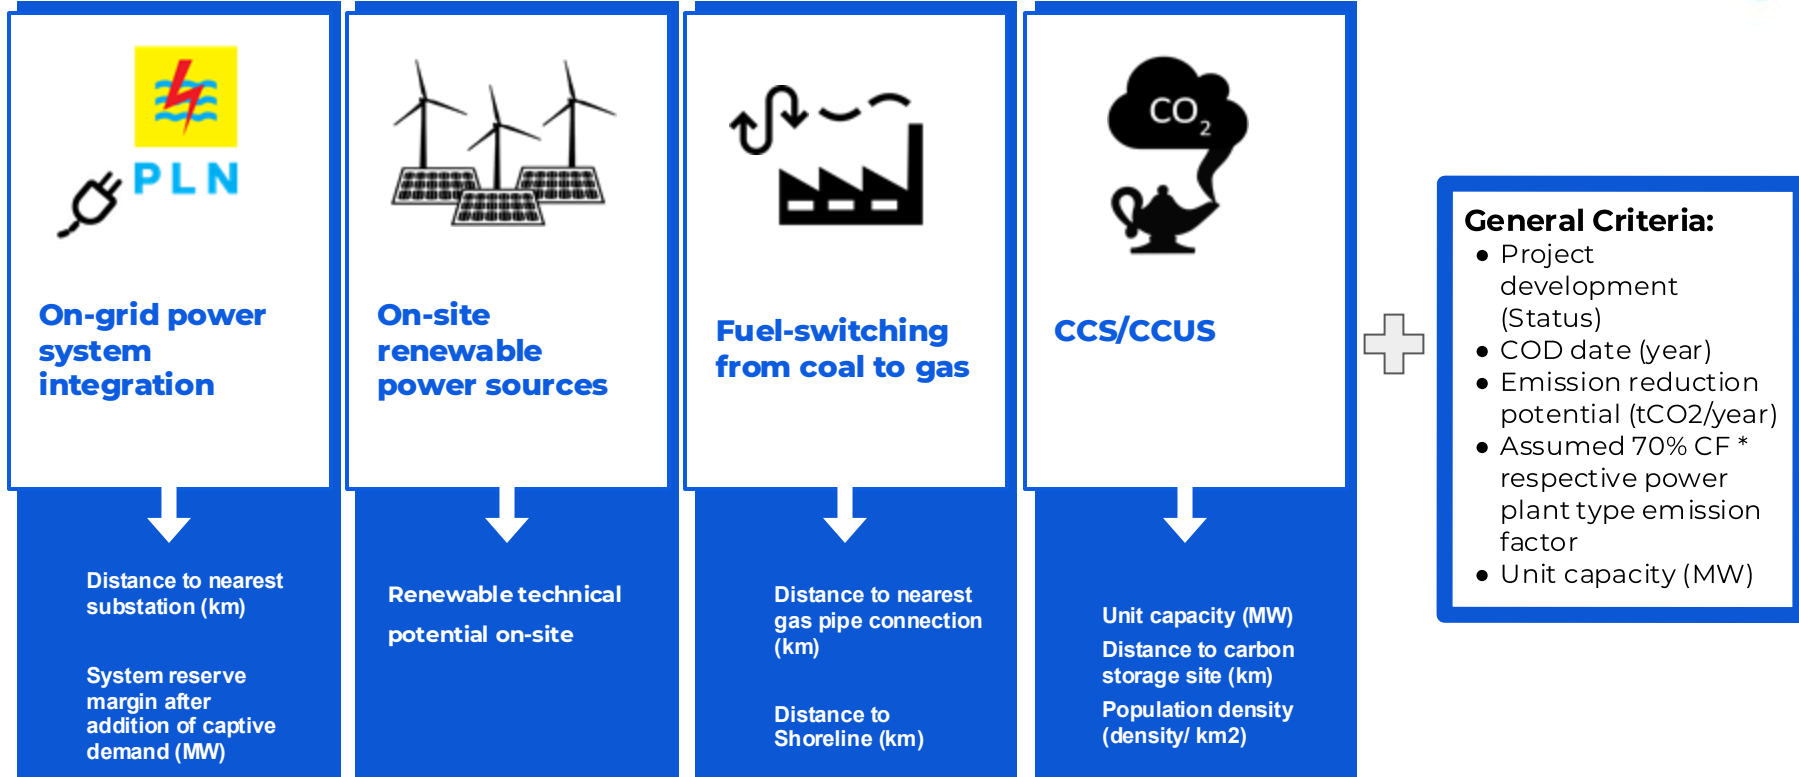 PLN
On-grid power
system
integration
Distance to nearest
substation (km)
System reserve
margin after
addition of captive
demand (MW)
On-site
renewable
power sources
Renewable technical
potential on-site
Fuel-switching
from coal to gas
Distance to nearest
gas pipe connection
(km)
Distance to
Shoreline (km)
CO2
CCS/CCUS
Unit capacity (MW)
Distance to carbon
storage site (km)
Population density
(density/ km2)
General Criteria:
● Project
development
(Status)
● COD date (year)
● Emission reduction
potential (tCO2/year)
● Assumed 70% CF *
respective power
plant type emission
factor
● Unit capacity (MW)